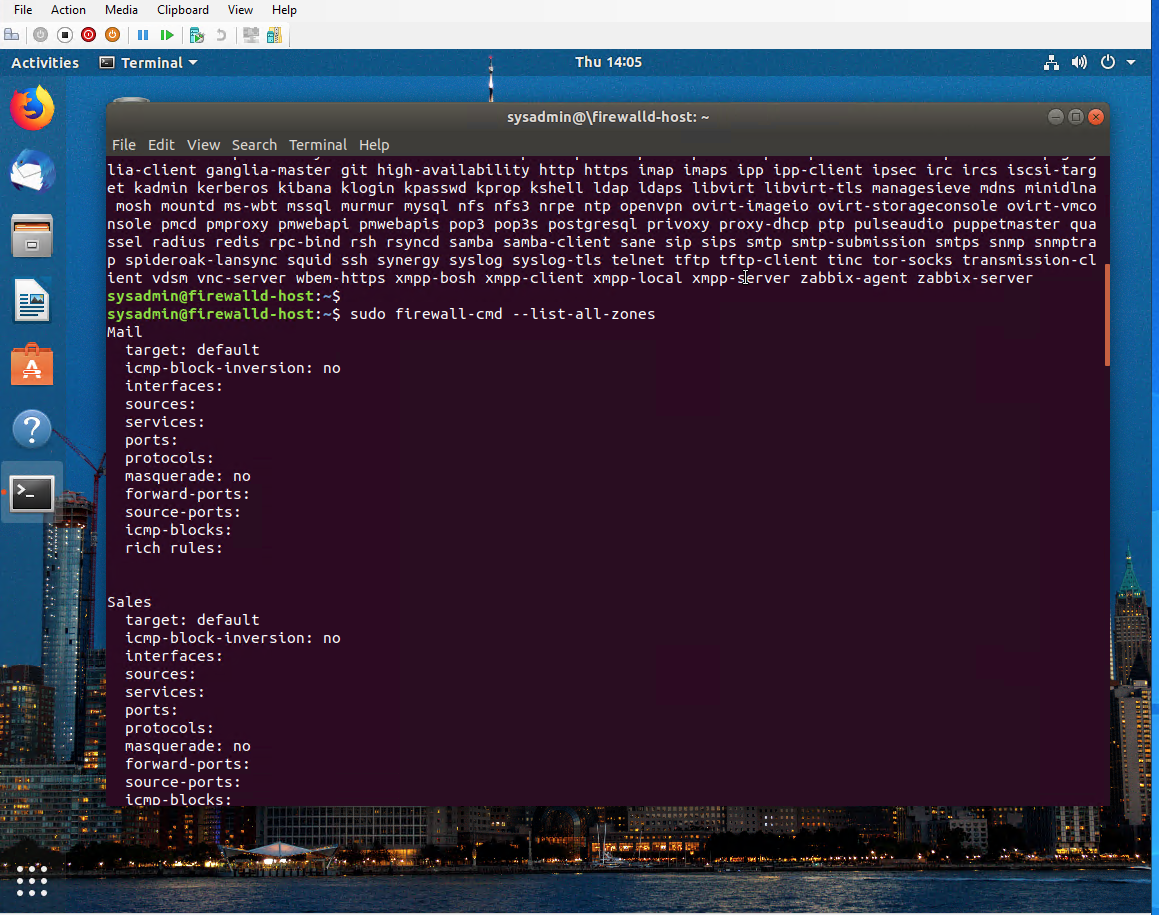 File Action Media Clipboard View Help
Activities Terminal Thu 14:05
sysadmin@\firewalld-host: ~
File Edit View Search Terminal Help
lia-client ganglia-master git high-availability http https imap imaps ipp ipp-client ipsec irc ircs iscsi-targ
et kadmin kerberos kibana klogin kpasswd kprop kshell ldap ldaps libvirt libvirt-tls managesieve mdns minidlna
mosh mountd ms-wbt mssql murmur mysql nfs nfs3 nrpe ntp openvpn ovirt-imageio ovirt-storageconsole ovirt-vmco
nsole pmcd pmproxy pmwebapi pmwebapis pop3 pop3s postgresql privoxy proxy-dhcp ptp pulseaudio puppetmaster qua
ssel radius redis rpc-bind rsh rsyncd samba samba-client sane sip sips smtp smtp-submission smtps snmp snmptra
p spideroak-lansync squid ssh synergy syslog syslog-tls telnet tftp tftp-client tinc tor-socks transmission-cl
ient vdsm vnc-server wbem-https xmpp-bosh xmpp-client xmpp-local xmpp-server zabbix-agent zabbix-server
sysadmin@firewalld-host:~$
sysadmin@firewalld-host:~$ sudo firewall-cmd --list-all-zones
Mail
target: default
icmp-block-inversion: no
interfaces:
sources:
services:
ports:
protocols:
masquerade: no
forward-ports:
source-ports:
icmp-blocks:
rich rules:
Sales
target: default
icmp-block-inversion: no
interfaces:
sources:
services:
ports:
protocols:
masquerade: no
forward-ports:
source-ports:
icmp-blocks: